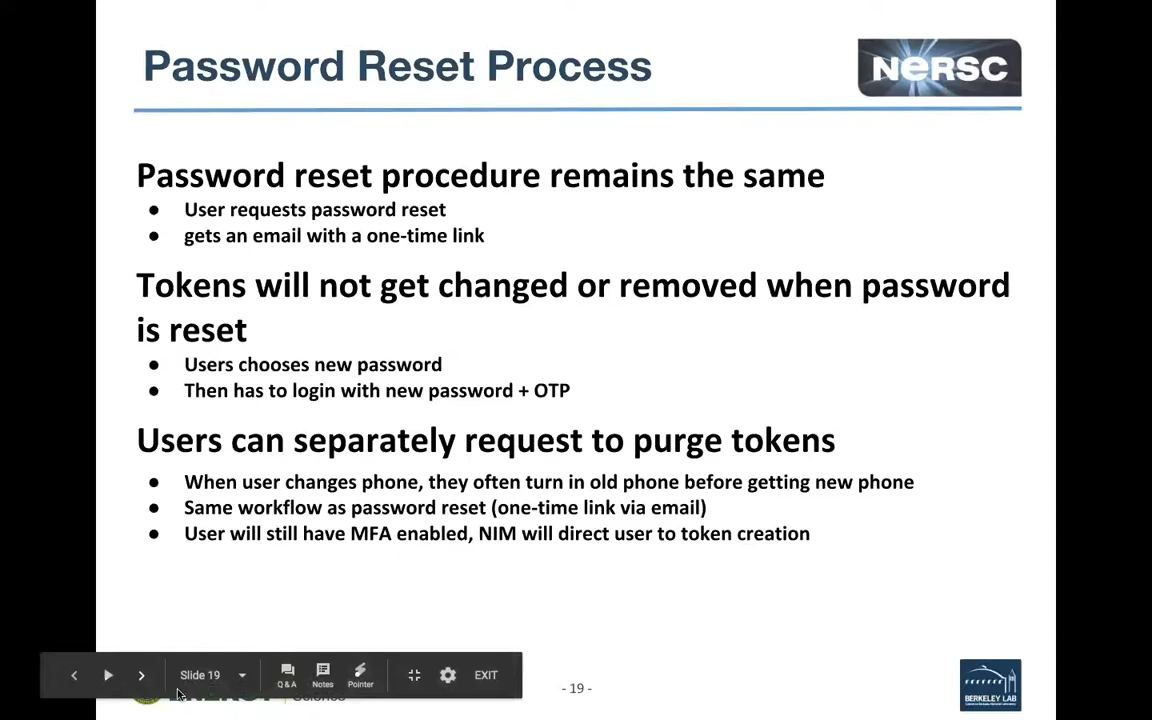 Password Reset Process
NERSC
Password reset procedure remains the same
● User requests password reset
● gets an email with a one-time link
Tokens will not get changed or removed when password
is reset
● Users chooses new password
● Then has to login with new password + OTP
Users can separately request to purge tokens
● When user changes phone, they often turn in old phone before getting new phone
● Same workflow as password reset (one-time link via email)
● User will still have MFA enabled, NIM will direct user to token creation
Slide 19
Q & A
Notes
Pointer
EXIT
- 19 -
BERKELEY LAB